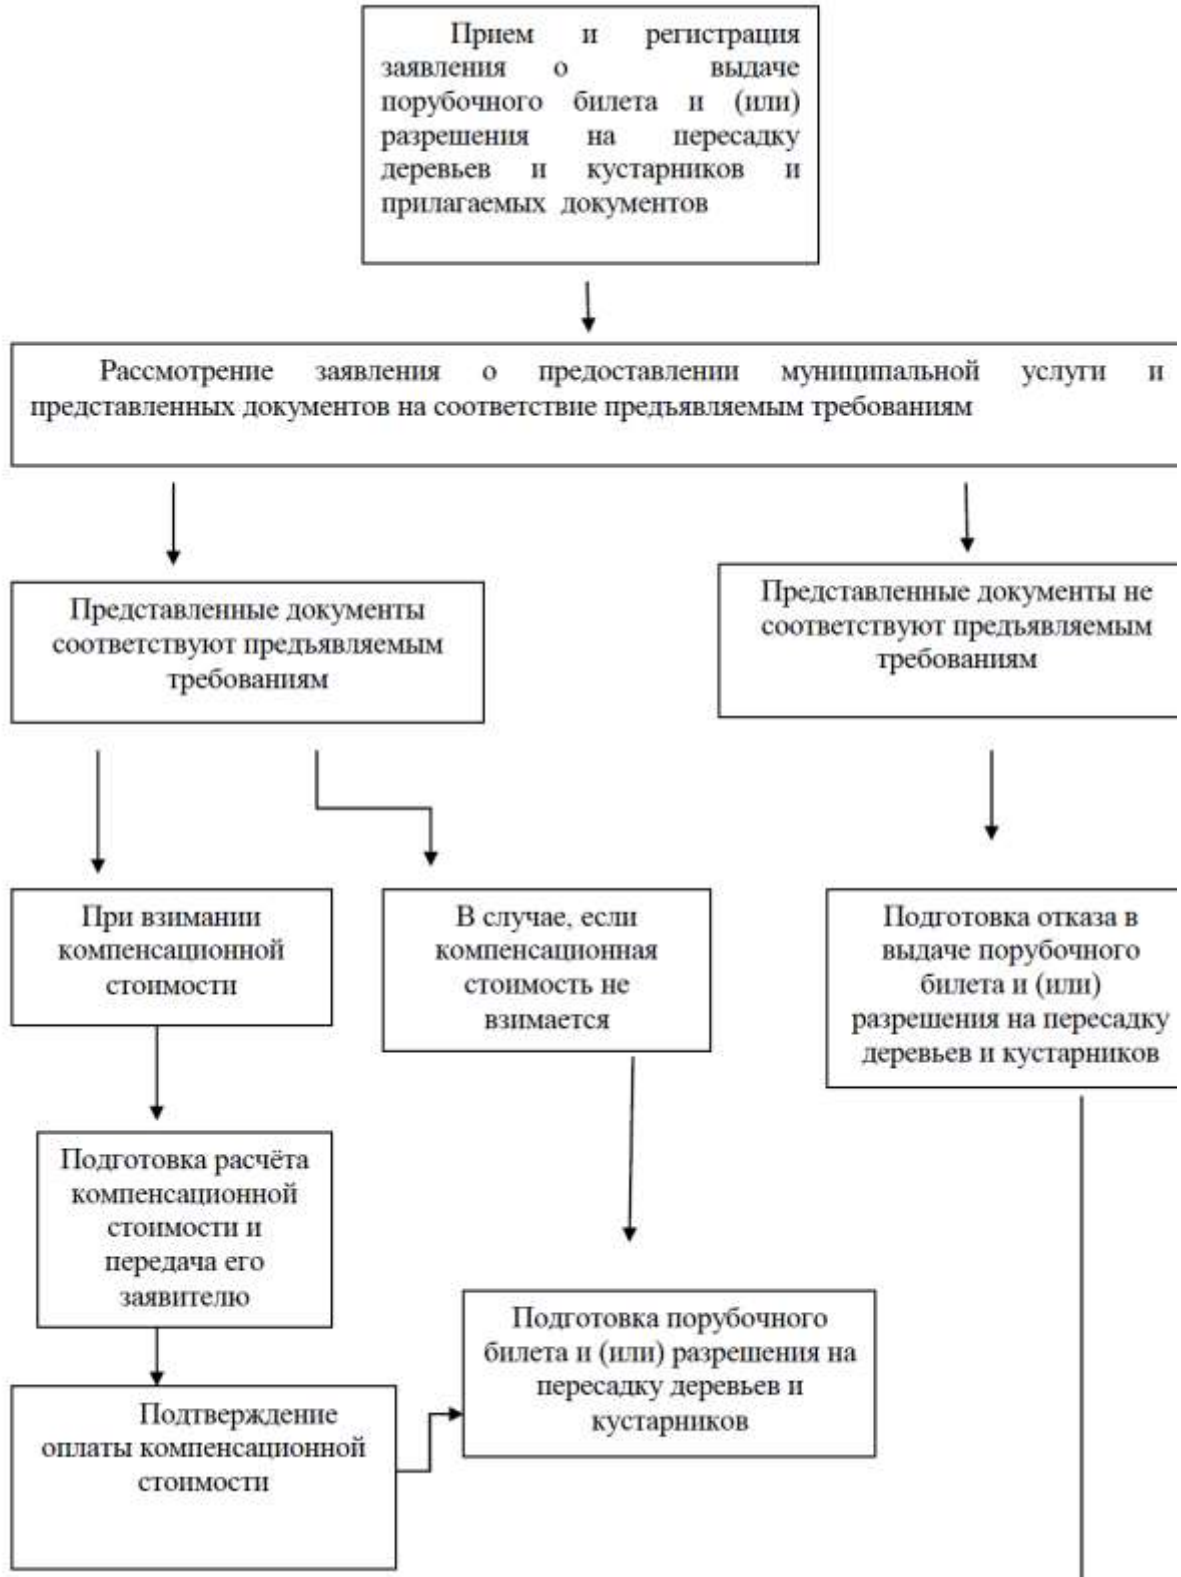 Прием и регистрация
заявления о выдаче
порубочного билета и (или)
разрешения на пересадку
деревьев и кустарников и
прилагаемых документов
Рассмотрение заявления о предоставлении муниципальной услуги и
представленных документов на соответствие предъявляемым требованиям
Представленные документы
соответствуют предъявляемым
требованиям
Представленные документы не
соответствуют предъявляемым
требованиям
При взимании
компенсационной
стоимости
В случае, если
компенсационная
стоимость не
взимается
Подготовка отказа в
выдаче порубочного
билета и (или)
разрешения на пересадку
деревьев и кустарников
Подготовка расчёта
компенсационной
стоимости и
передача его
заявителю
Подготовка порубочного
билета и (или) разрешения на
пересадку деревьев и
кустарников
Подтверждение
оплаты компенсационной
стоимости